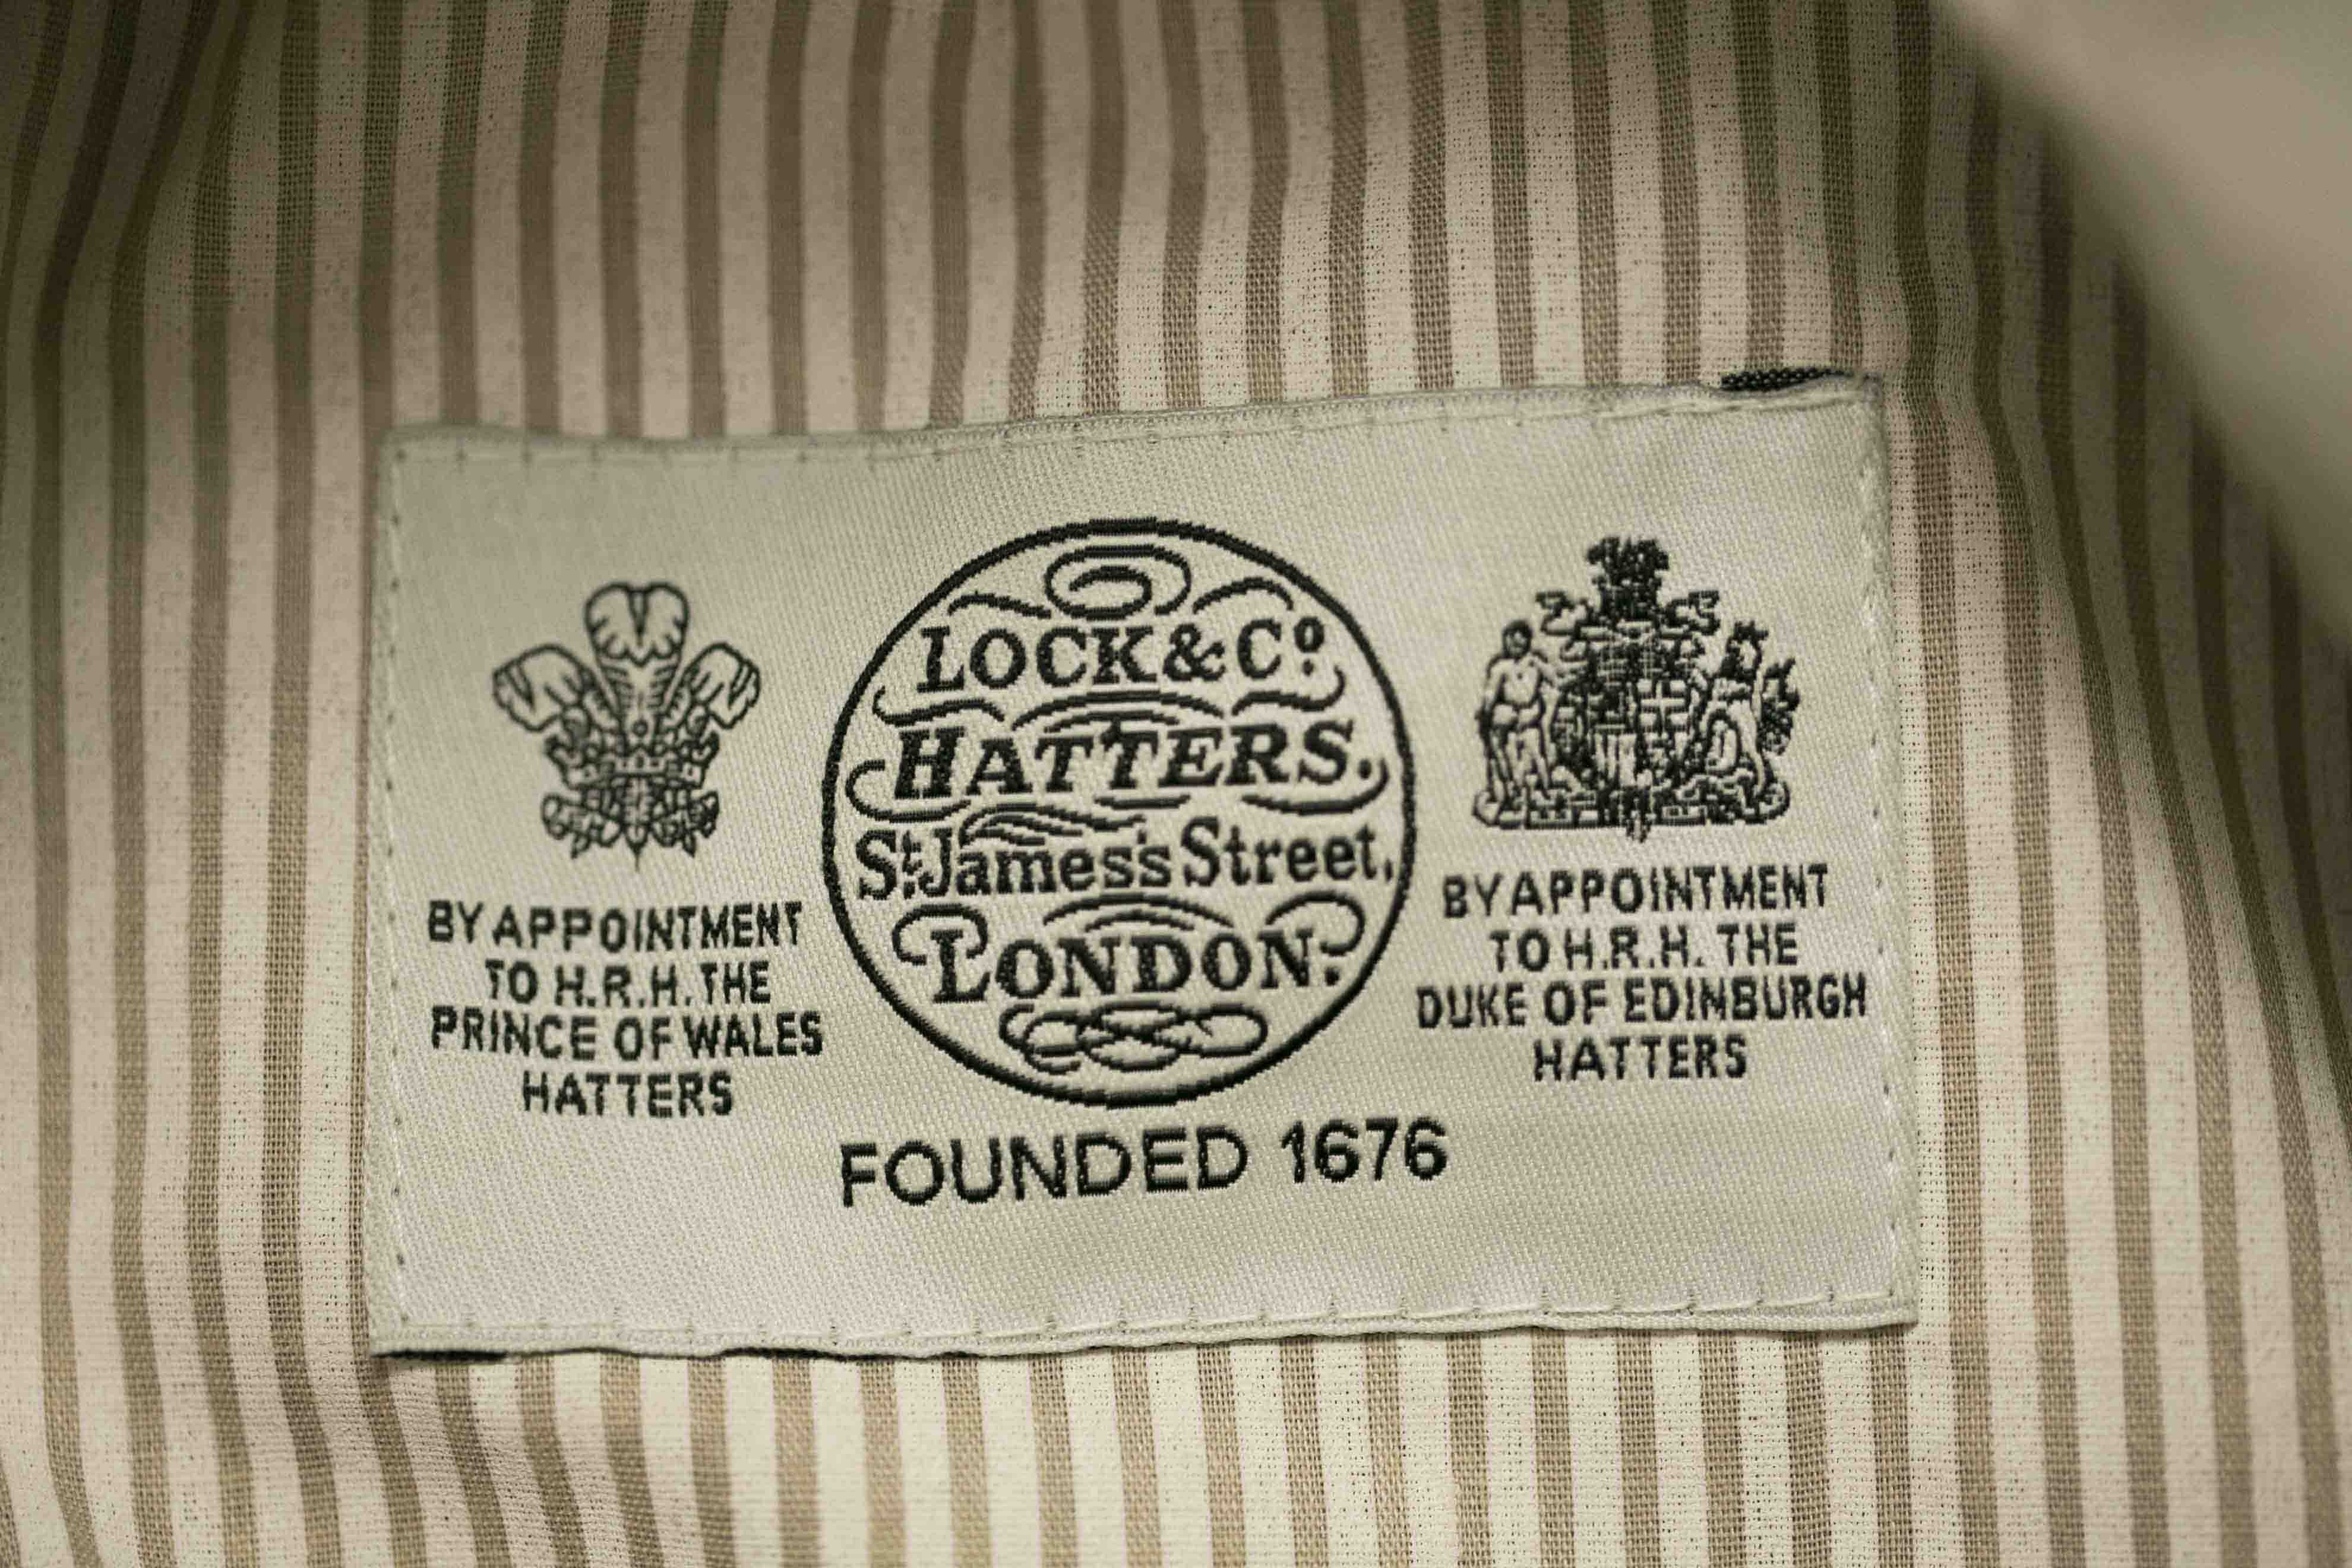 LOCK & Cº
HATTERS.
St. James's Street,
LONDON.
BY APPOINTMENT
TO H.R.H. THE
PRINCE OF WALES
HATTERS
BY APPOINTMENT
TO H.R.H. THE
DUKE OF EDINBURGH
HATTERS
FOUNDED 1676